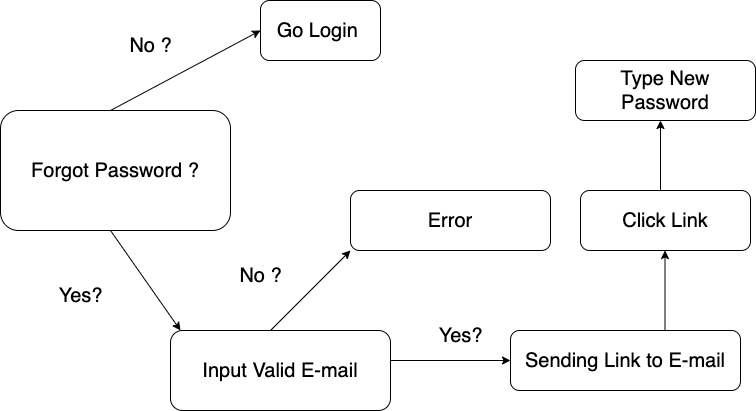 Go Login
No ?
Type New
Password
Forgot Password ?
Error
Click Link
No ?
Yes?
Yes?
Input Valid E-mail
Sending Link to E-mail